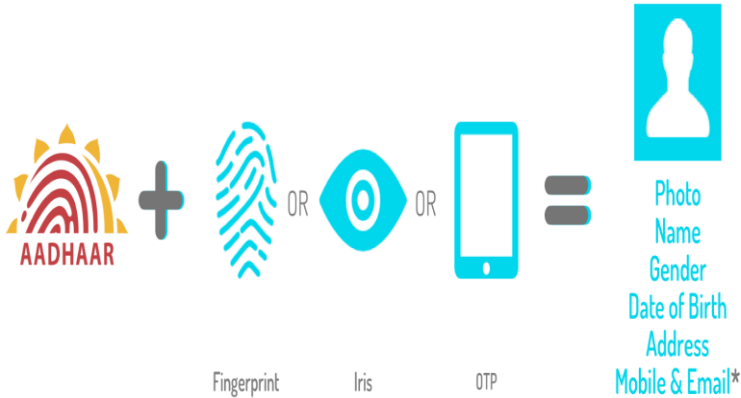 AADHAAR
OR
OR
Fingerprint
Iris
OTP
Photo
Name
Gender
Date of Birth
Address
Mobile & Email*